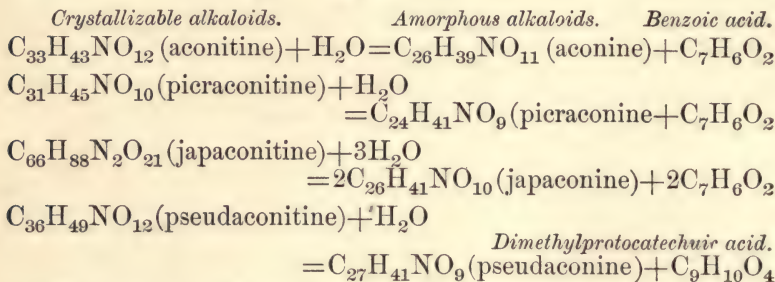 Crystallizable alkaloids. Amorphous alkaloids. Benzoic acid.
C₃₃H₄₃NO₁₂ (aconitine)+H₂O=C₂₆H₃₉NO₁₁ (aconine)+C₇H₆O₂
C₃₁H₄₅NO₁₀(picraconitine)+H₂O
=C₂₄H₄₁NO₉(picraconine+C₇H₆O₂
C₆₆H₈₈N₂O₂₁(japaconitine)+3H₂O
=2C₂₆H₄₁NO₁₀(japaconine)+2C₇H₆O₂
C₃₆H₄₉NO₁₂(pseudaconitine)+H₂O
Dimethylprotocatechuir acid.
=C₂₇H₄₁NO₉(pseudaconine)+C₉H₁₀O₄